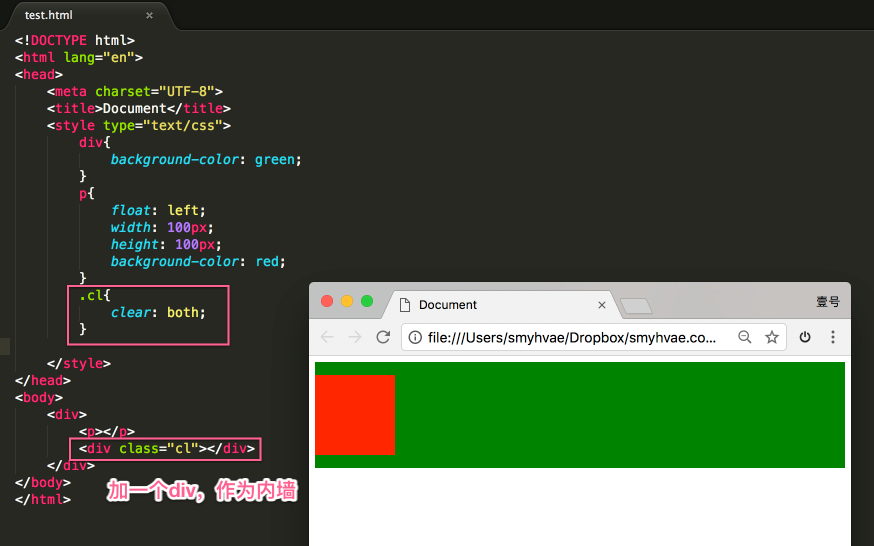 test.html ×
<!DOCTYPE html>
<html lang="en">
<head>
<meta charset="UTF-8">
<title>Document</title>
<style type="text/css">
div{
background-color: green;
}
p{
float: left;
width: 100px;
height: 100px;
background-color: red;
}
.cl{
clear: both;
}
</style>
</head>
<body>
<div>
<p></p>
<div class="cl"></div>
</div>
</body>
</html>
加一个div，作为内墙
Document × 壹号
file:///Users/smyhvae/Dropbox/smyhvae.co...